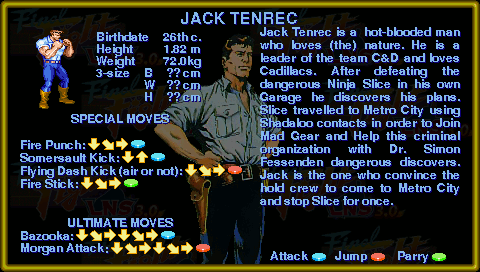 JACK TENREC
Birthdate 26th c.
Height 1.82 m
Weight 72.0kg
3-size B ?? cm
W ?? cm
H ?? cm
SPECIAL MOVES
Fire Punch:
Somersault Kick:
Flying Dash Kick (air or not):
Fire Stick:
ULTIMATE MOVES
Bazooka:
Morgan Attack:
Jack Tenrec is a hot-blooded man
who loves (the) nature. He is a
leader of the team C&D and loves
Cadillacs. After defeating the
dangerous Ninja Slice in his own
Garage he discovers his plans.
Slice travelled to Metro City using
Shadaloo contacts in order to Join
Mad Gear and Help this criminal
organization with Dr. Simon
Fessenden dangerous discovers.
Jack is the one who convince the
hold crew to come to Metro City
and stop Slice for once.
Attack Jump Parry